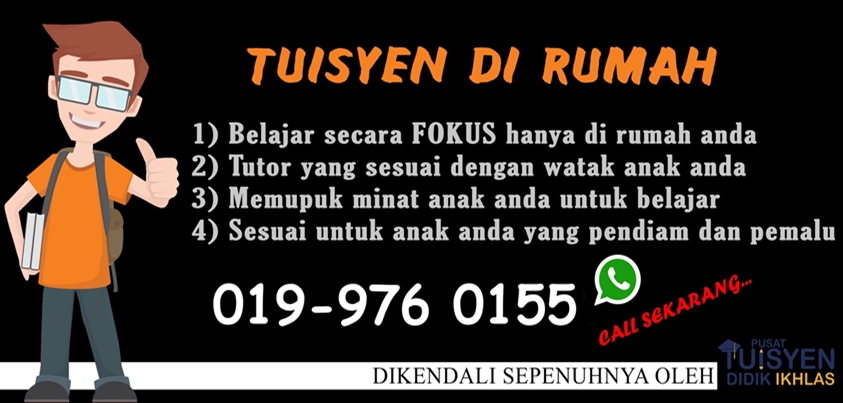 TUISYEN DI RUMAH
1) Belajar secara FOKUS hanya di rumah anda
2) Tutor yang sesuai dengan watak anak anda
3) Memupuk minat anak anda untuk belajar
4) Sesuai untuk anak anda yang pendiam dan pemalu
019-976 0155
CALL SEKARANG...
DIKENDALI SEPENUHNYA OLEH
PUSAT
TUISYEN
DIDIK IKHLAS